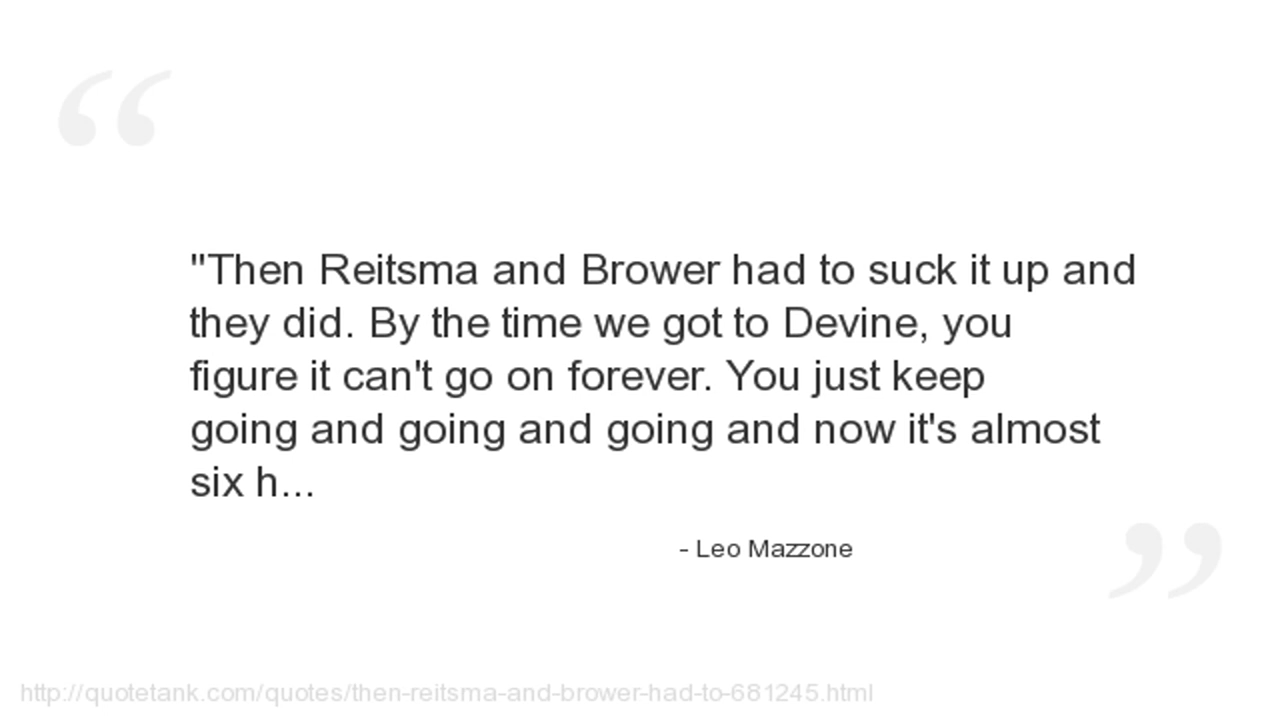 "Then Reitsma and Brower had to suck it up and
they did. By the time we got to Devine, you
figure it can't go on forever. You just keep
going and going and going and now it's almost
six h...
- Leo Mazzone
http://quotetank.com/quotes/then-reitsma-and-brower-had-to-681245.html